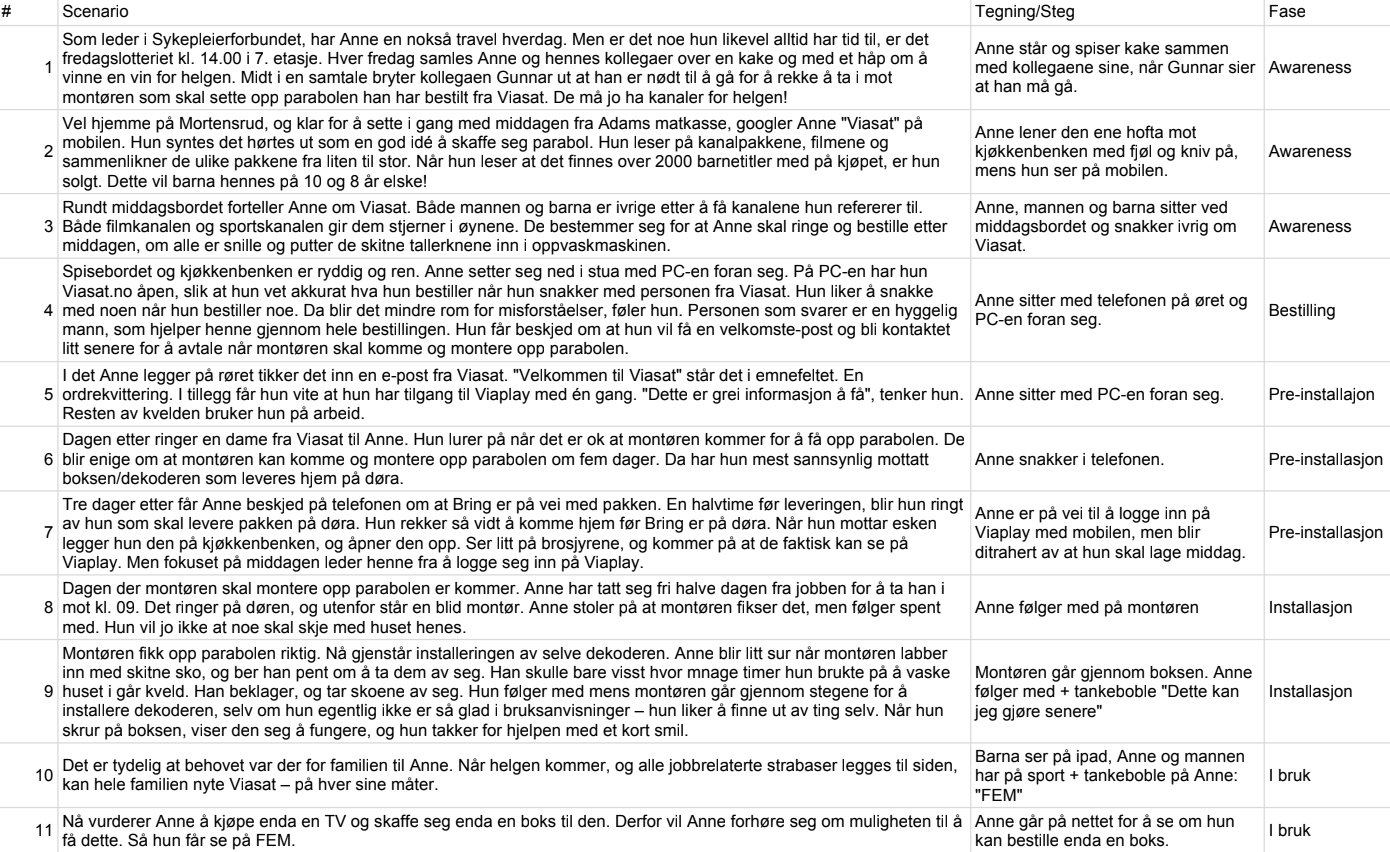 # Scenario Tegning/Steg Fase
1
Som leder i Sykepleierforbundet, har Anne en nokså travel hverdag. Men er det noe hun likevel alltid har tid til, er det
fredagslotteriet kl. 14.00 i 7. etasje. Hver fredag samles Anne og hennes kollegaer over en kake og med et håp om å
vinne en vin for helgen. Midt i en samtale bryter kollegaen Gunnar ut at han er nødt til å gå for å rekke å ta i mot
montøren som skal sette opp parabolen han har bestilt fra Viasat. De må jo ha kanaler for helgen!
Anne står og spiser kake sammen
med kollegaene sine, når Gunnar sier
at han må gå.
Awareness
2
Vel hjemme på Mortensrud, og klar for å sette i gang med middagen fra Adams matkasse, googler Anne "Viasat" på
mobilen. Hun syntes det hørtes ut som en god idé å skaffe seg parabol. Hun leser på kanalpakkene, filmene og
sammenlikner de ulike pakkene fra liten til stor. Når hun leser at det finnes over 2000 barnetitler med på kjøpet, er hun
solgt. Dette vil barna hennes på 10 og 8 år elske!
Anne lener den ene hofta mot
kjøkkenbenken med fjøl og kniv på,
mens hun ser på mobilen.
Awareness
3
Rundt middagsbordet forteller Anne om Viasat. Både mannen og barna er ivrige etter å få kanalene hun refererer til.
Både filmkanalen og sportskanalen gir dem stjerner i øynene. De bestemmer seg for at Anne skal ringe og bestille etter
middagen, om alle er snille og putter de skitne tallerknene inn i oppvaskmaskinen.
Anne, mannen og barna sitter ved
middagsbordet og snakker ivrig om
Viasat.
Awareness
4
Spisebordet og kjøkkenbenken er ryddig og ren. Anne setter seg ned i stua med PC-en foran seg. På PC-en har hun
Viasat.no åpen, slik at hun vet akkurat hva hun bestiller når hun snakker med personen fra Viasat. Hun liker å snakke
med noen når hun bestiller noe. Da blir det mindre rom for misforståelser, føler hun. Personen som svarer er en hyggelig
mann, som hjelper henne gjennom hele bestillingen. Hun får beskjed om at hun vil få en velkomste-post og bli kontaktet
litt senere for å avtale når montøren skal komme og montere opp parabolen.
Anne sitter med telefonen på øret og
PC-en foran seg.
Bestilling
5
I det Anne legger på røret tikker det inn en e-post fra Viasat. "Velkommen til Viasat" står det i emnefeltet. En
ordrekvittering. I tillegg får hun vite at hun har tilgang til Viaplay med én gang. "Dette er grei informasjon å få", tenker hun.
Resten av kvelden bruker hun på arbeid.
Anne sitter med PC-en foran seg.
Pre-installajon
6
Dagen etter ringer en dame fra Viasat til Anne. Hun lurer på når det er ok at montøren kommer for å få opp parabolen. De
blir enige om at montøren kan komme og montere opp parabolen om fem dager. Da har hun mest sannsynlig mottatt
boksen/dekoderen som leveres hjem på døra.
Anne snakker i telefonen.
Pre-installasjon
7
Tre dager etter får Anne beskjed på telefonen om at Bring er på vei med pakken. En halvtime før leveringen, blir hun ringt
av hun som skal levere pakken på døra. Hun rekker så vidt å komme hjem før Bring er på døra. Når hun mottar esken
legger hun den på kjøkkenbenken, og åpner den opp. Ser litt på brosjyrene, og kommer på at de faktisk kan se på
Viaplay. Men fokuset på middagen leder henne fra å logge seg inn på Viaplay.
Anne er på vei til å logge inn på
Viaplay med mobilen, men blir
ditrahert av at hun skal lage middag.
Pre-installasjon
8
Dagen der montøren skal montere opp parabolen er kommer. Anne har tatt seg fri halve dagen fra jobben for å ta han i
mot kl. 09. Det ringer på døren, og utenfor står en blid montør. Anne stoler på at montøren fikser det, men følger spent
med. Hun vil jo ikke at noe skal skje med huset henes.
Anne følger med på montøren
Installasjon
9
Montøren fikk opp parabolen riktig. Nå gjenstår installeringen av selve dekoderen. Anne blir litt sur når montøren labber
inn med skitne sko, og ber han pent om å ta dem av seg. Han skulle bare visst hvor mnage timer hun brukte på å vaske
huset i går kveld. Han beklager, og tar skoene av seg. Hun følger med mens montøren går gjennom stegene for å
installere dekoderen, selv om hun egentlig ikke er så glad i bruksanvisninger – hun liker å finne ut av ting selv. Når hun
skrur på boksen, viser den seg å fungere, og hun takker for hjelpen med et kort smil.
Montøren går gjennom boksen. Anne
følger med + tankeboble "Dette kan
jeg gjøre senere"
Installasjon
10
Det er tydelig at behovet var der for familien til Anne. Når helgen kommer, og alle jobbrelaterte strabaser legges til siden,
kan hele familien nyte Viasat – på hver sine måter.
Barna ser på ipad, Anne og mannen
har på sport + tankeboble på Anne:
"FEM"
I bruk
11
Nå vurderer Anne å kjøpe enda en TV og skaffe seg enda en boks til den. Derfor vil Anne forhøre seg om muligheten til å
få dette. Så hun får se på FEM.
Anne går på nettet for å se om hun
kan bestille enda en boks.
I bruk